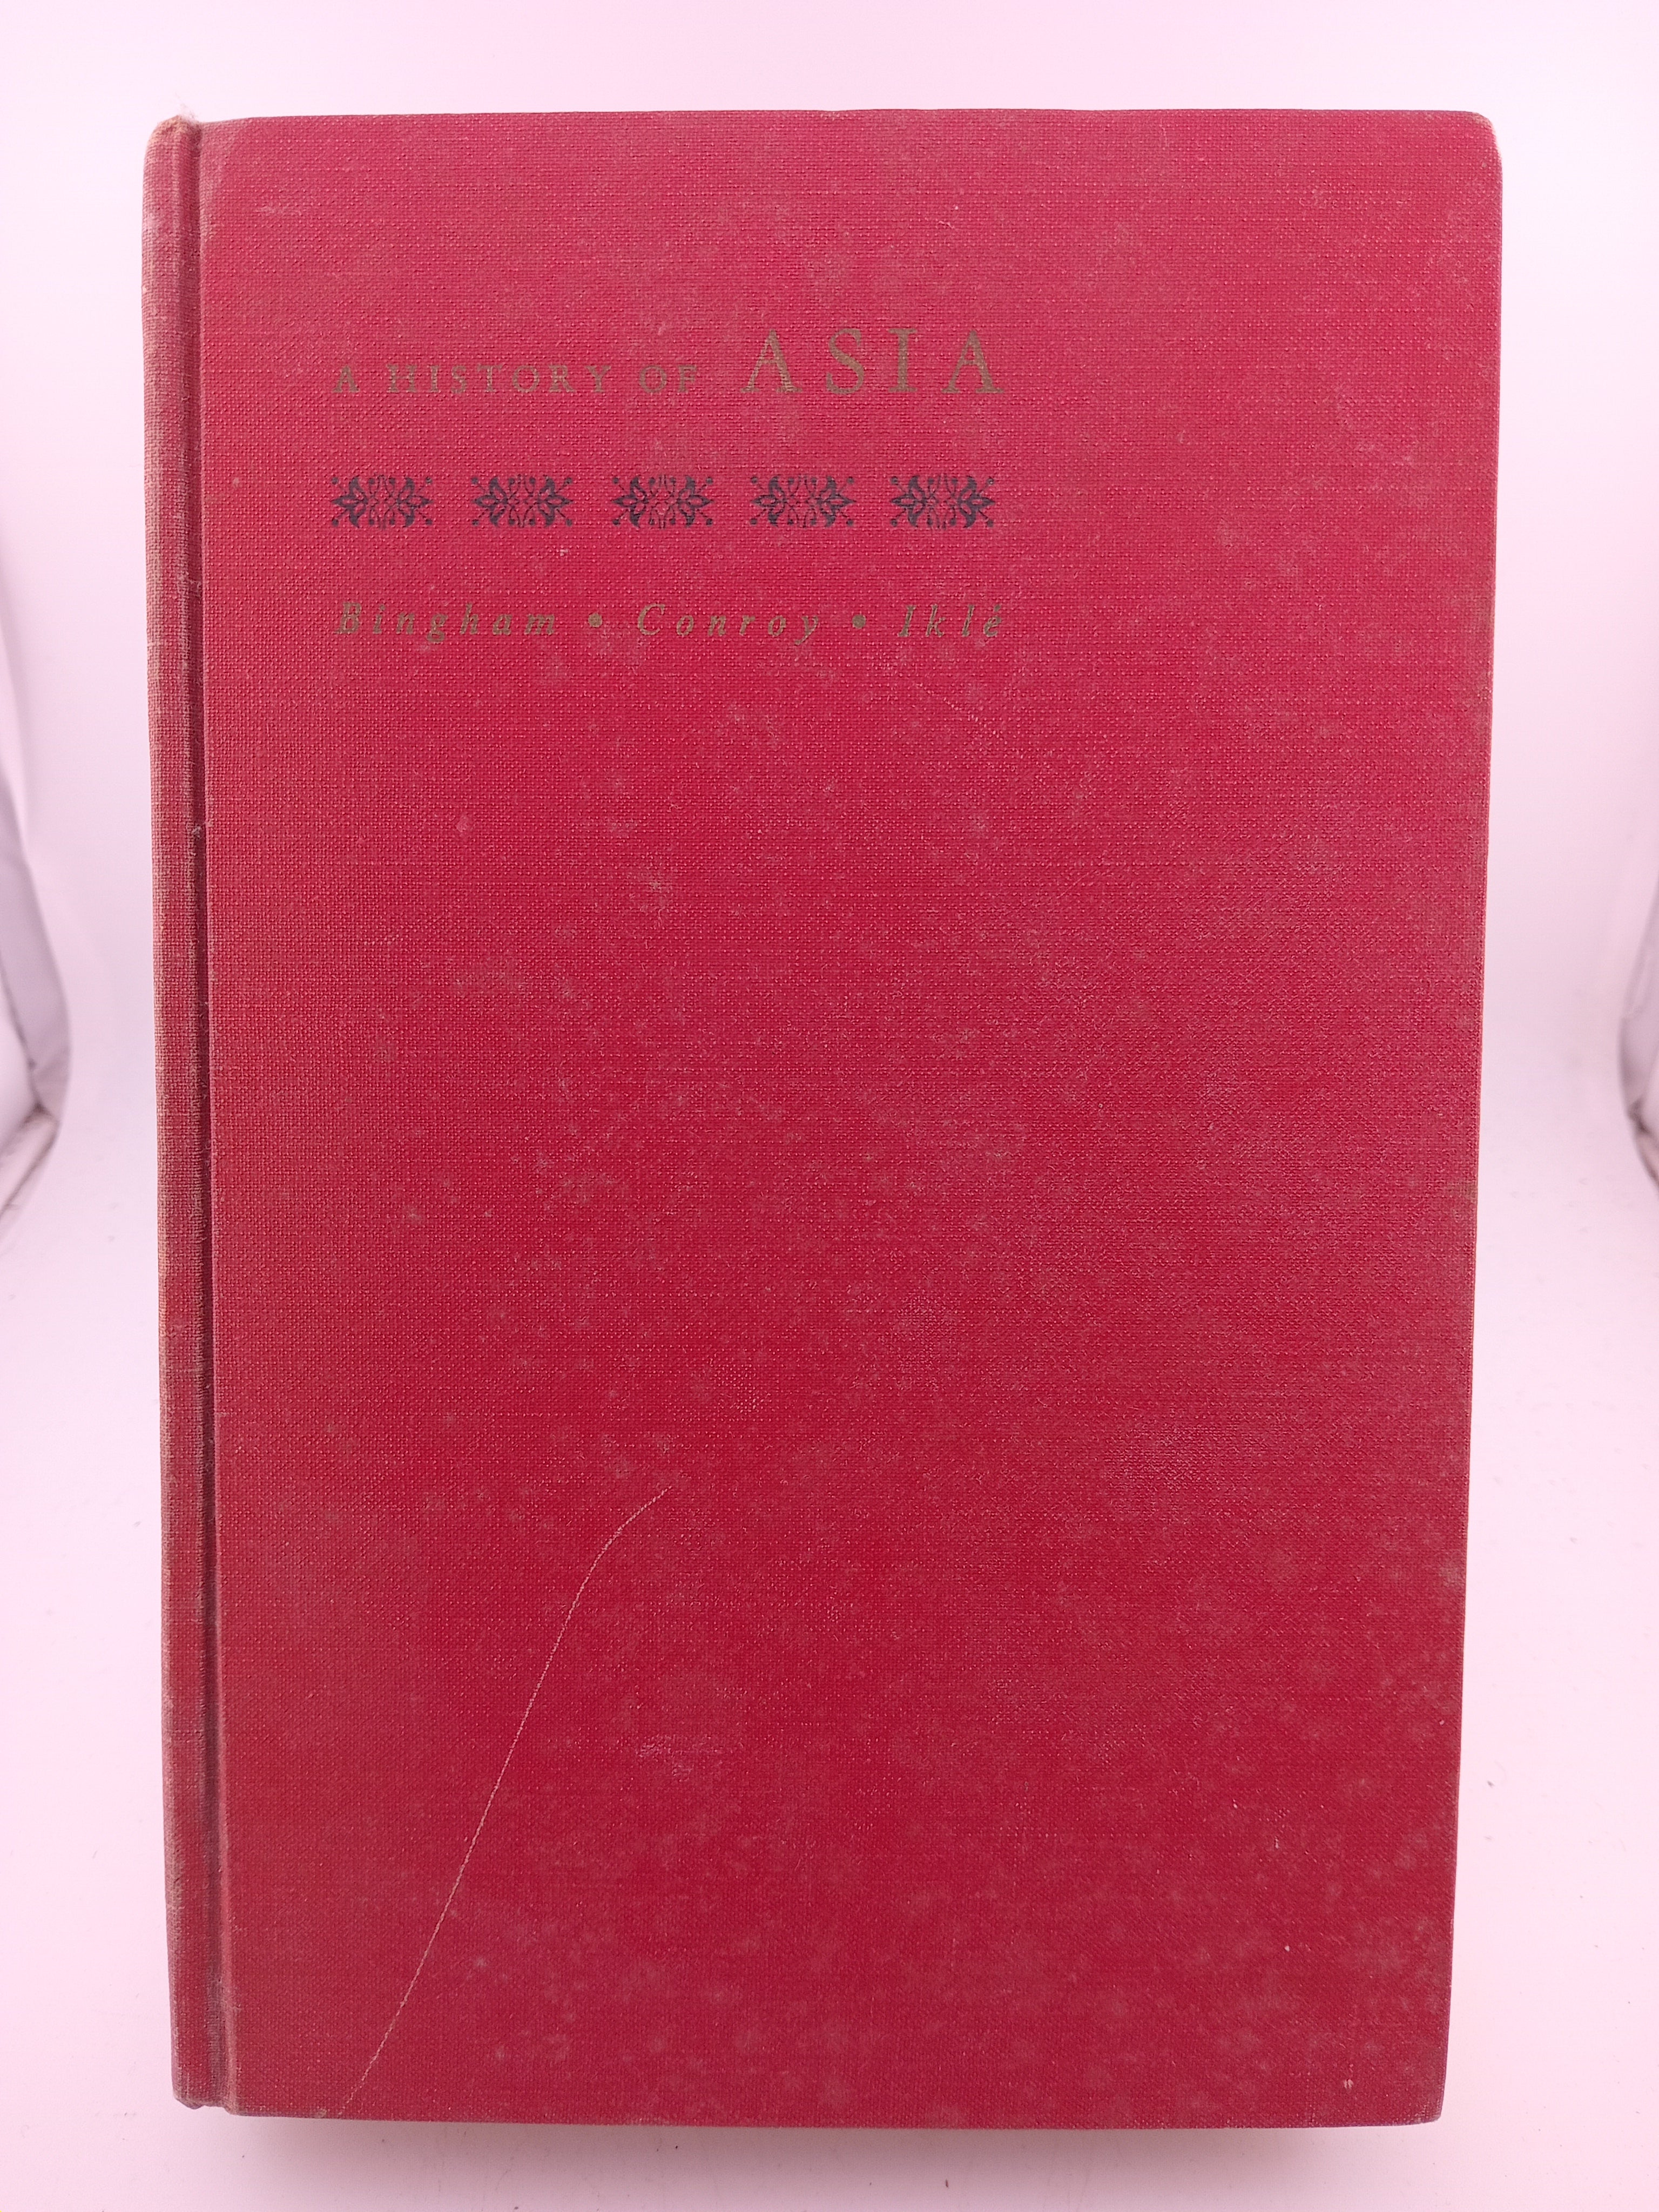 A HISTORY OF ASIA
Bingham • Conroy • Iklé